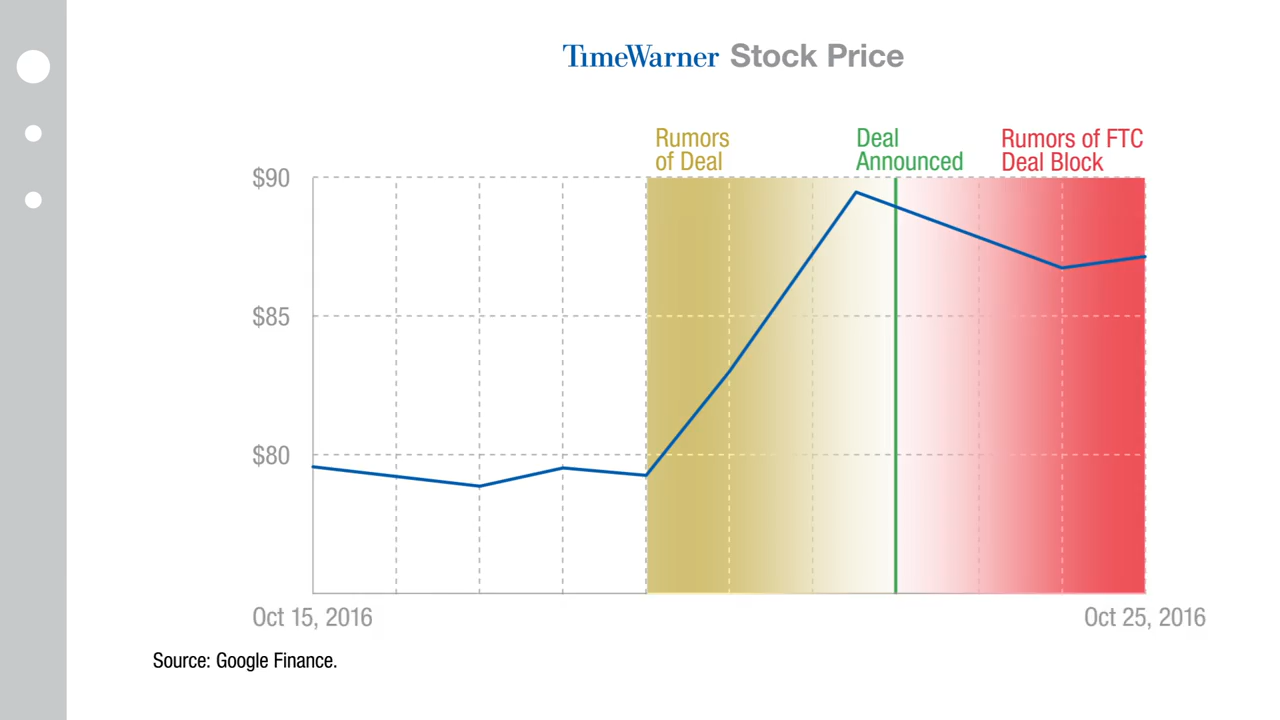 TimeWarner Stock Price
Rumors of Deal
Deal Announced
Rumors of FTC Deal Block
$90
$85
$80
Oct 15, 2016
Oct 25, 2016
Source: Google Finance.